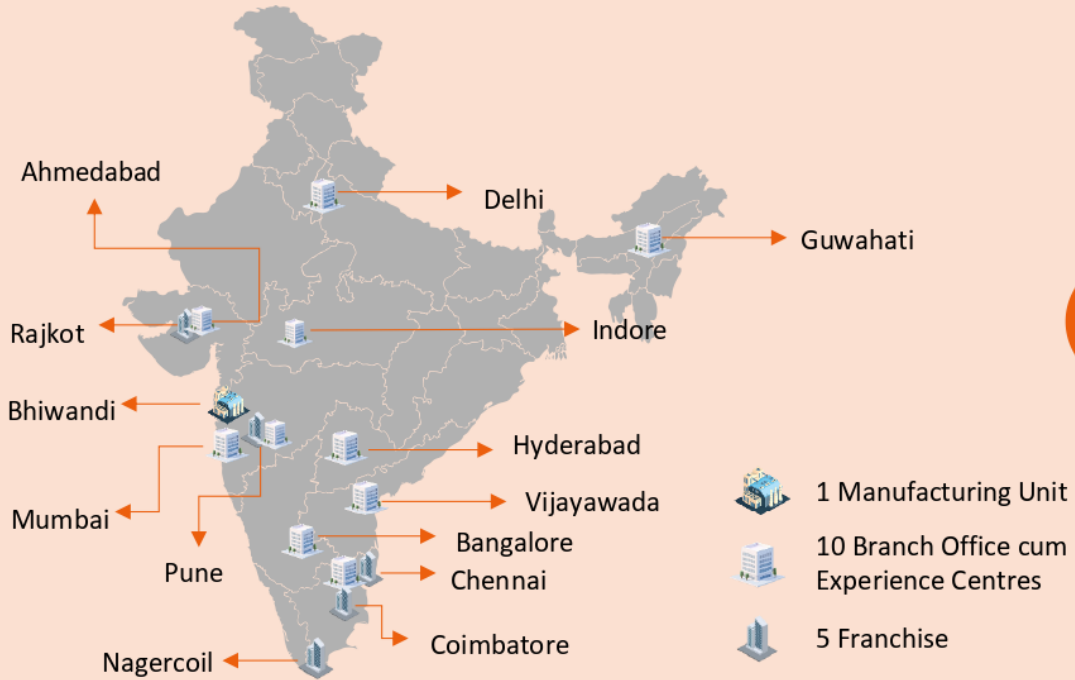 Ahmedabad
Delhi
Guwahati
Rajkot
Indore
Bhiwandi
Hyderabad
Vijayawada
Mumbai
Bangalore
Pune
Chennai
Coimbatore
Nagercoil
1 Manufacturing Unit
10 Branch Office cum
Experience Centres
5 Franchise